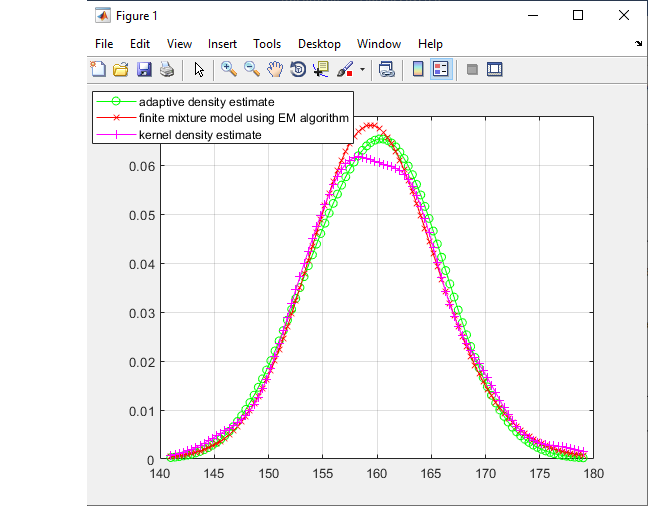 Figure 1
File Edit View Insert Tools Desktop Window Help
adaptive density estimate
finite mixture model using EM algorithm
kernel density estimate
0.06
0.05
0.04
0.03
0.02
0.01
0
140 145 150 155 160 165 170 175 180